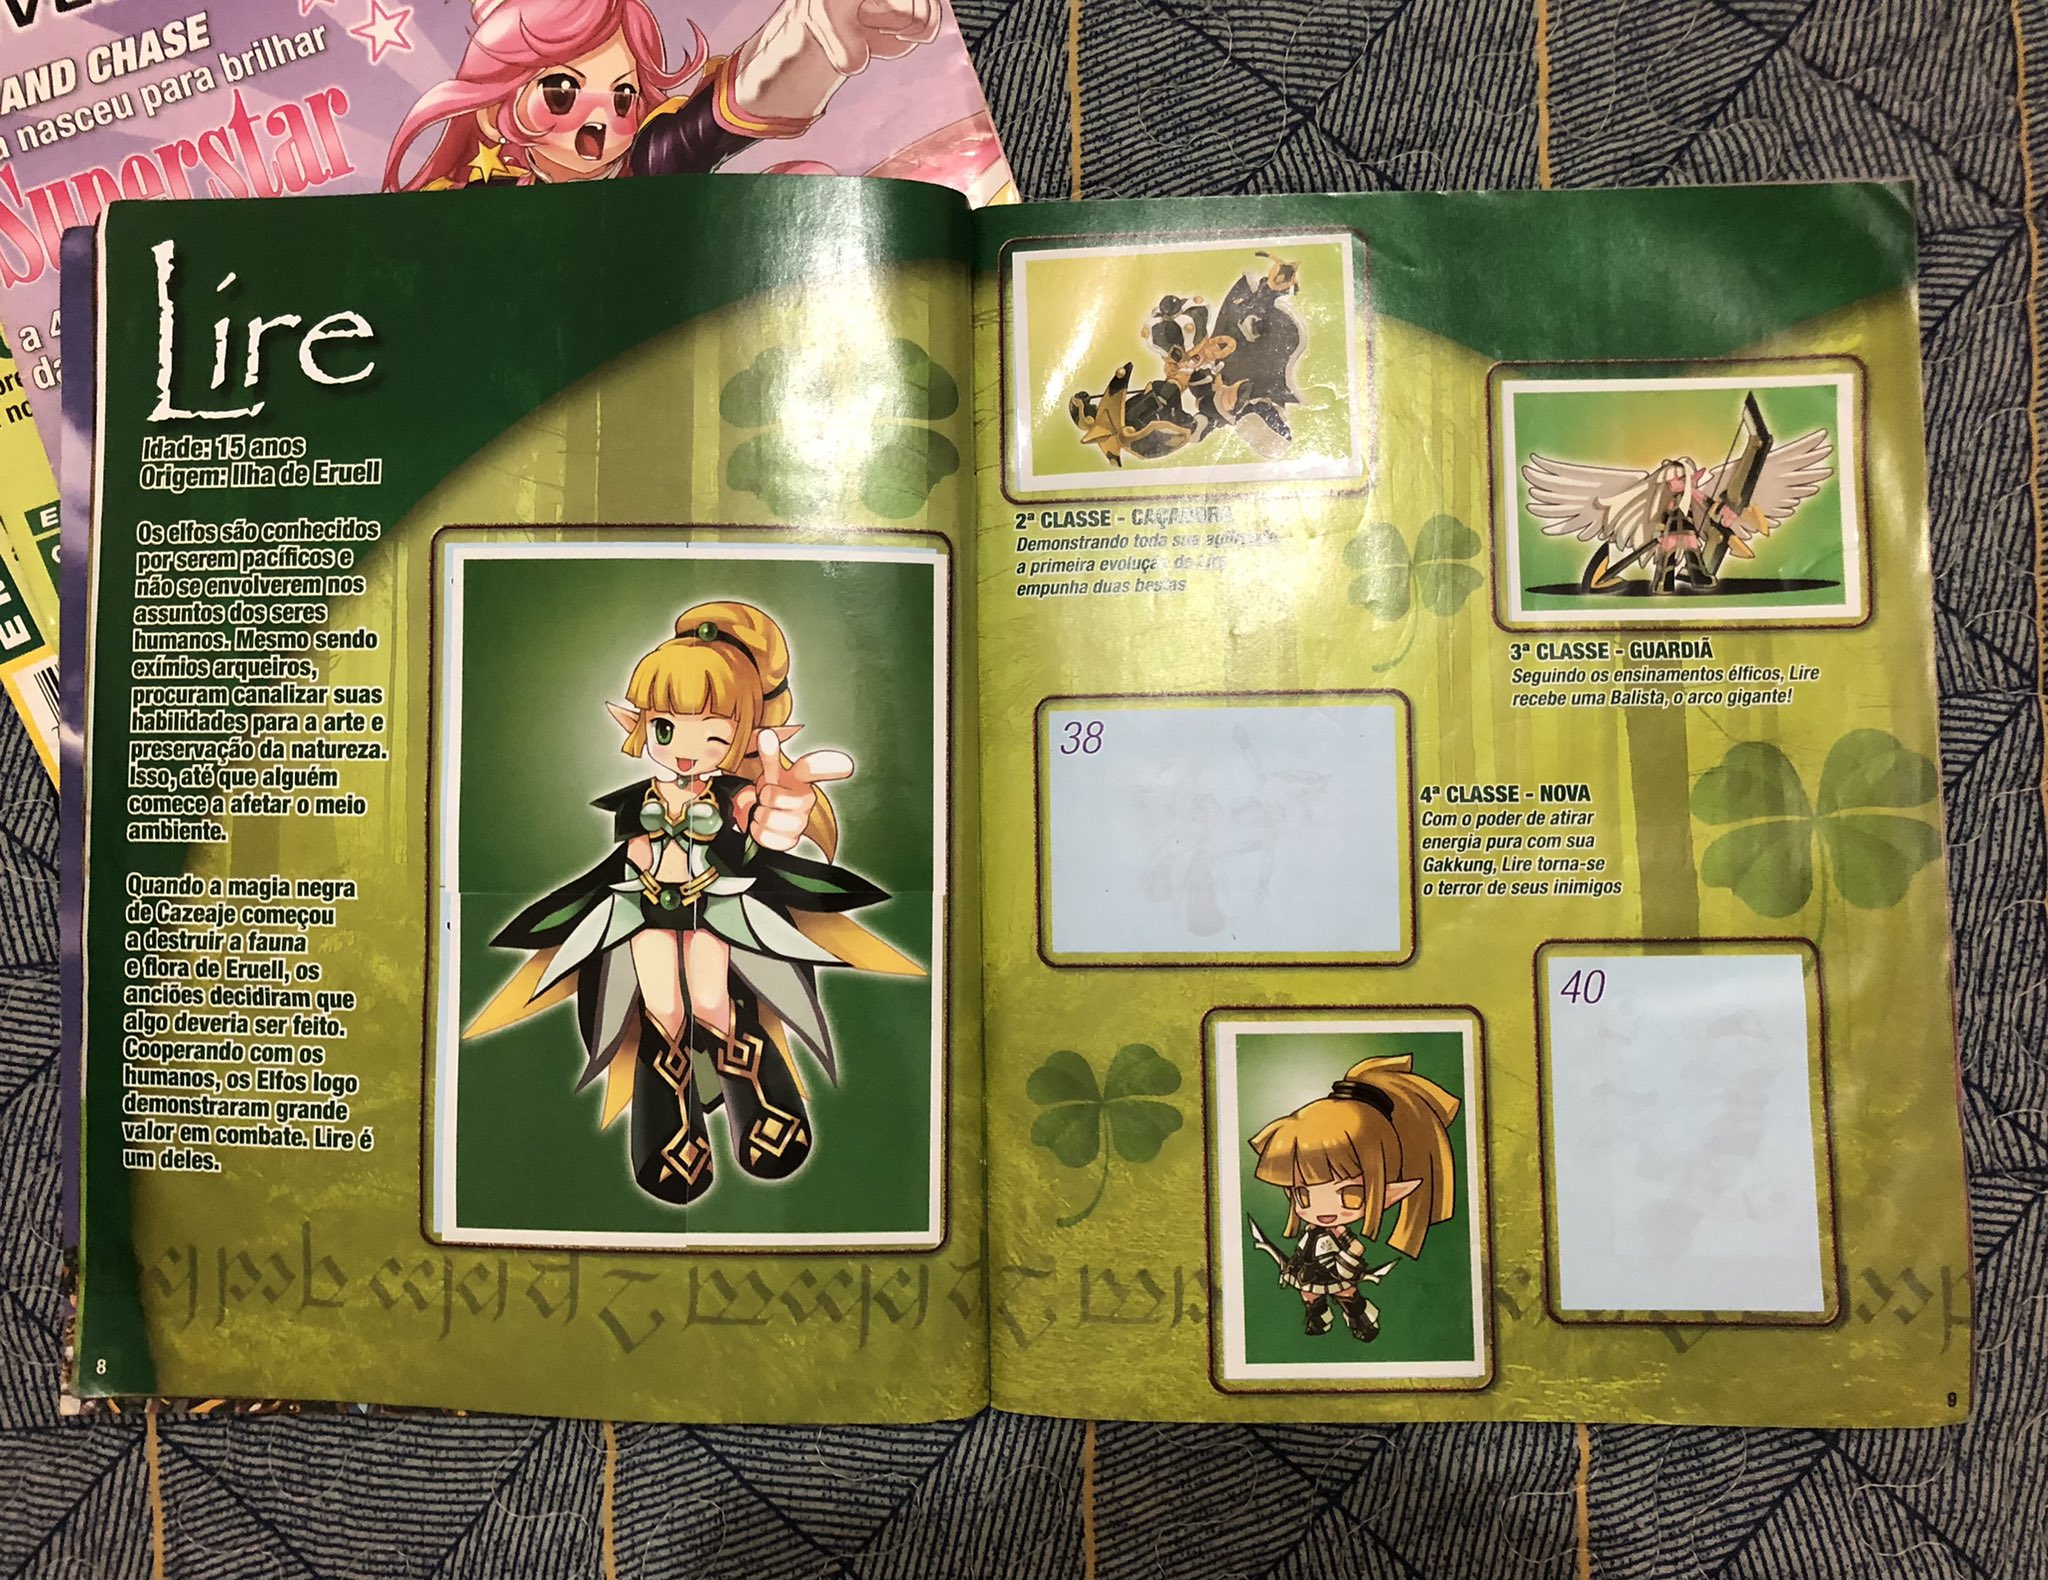 AND CHASE
nasceu para brilhar
Superstar
Lire
Idade: 15 anos
Origem: Ilha de Eruell
Os elfos são conhecidos
por serem pacíficos e
não se envolverem nos
assuntos dos seres
humanos. Mesmo sendo
exímios arqueiros,
procuram canalizar suas
habilidades para a arte e
preservação da natureza.
Isso, até que alguém
comece a afetar o meio
ambiente.
Quando a magia negra
de Cazeaje começou
a destruir a fauna
e flora de Eruell, os
anciões decidiram que
algo deveria ser feito.
Cooperando com os
humanos, os Elfos logo
demonstraram grande
valor em combate. Lire é
um deles.
8
2ª CLASSE - CAÇADORA
Demonstrando toda sua agilidade
a primeira evolução de Lire
empunha duas bestas
3ª CLASSE - GUARDIÃ
Seguindo os ensinamentos élficos, Lire
recebe uma Balista, o arco gigante!
38
4ª CLASSE - NOVA
Com o poder de atirar
energia pura com sua
Gakkung, Lire torna-se
o terror de seus inimigos
40
9